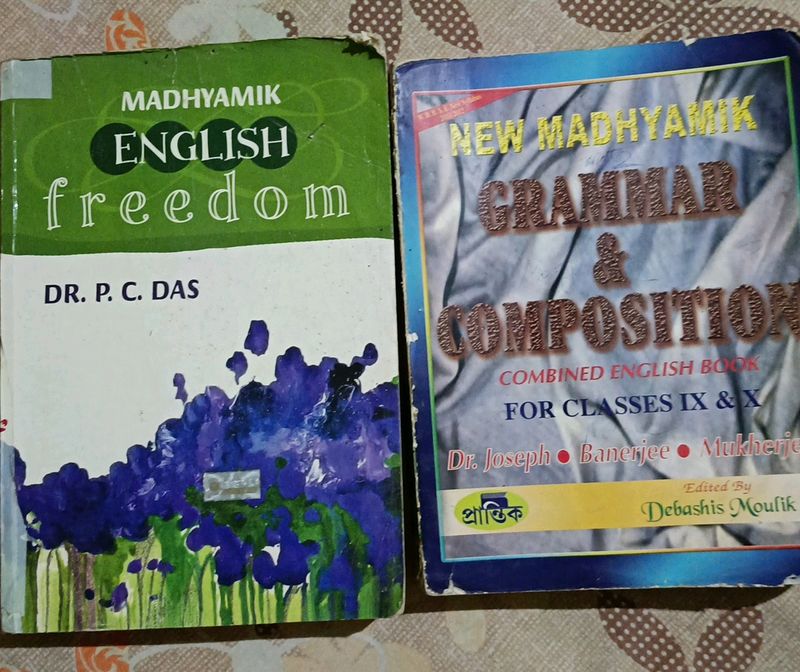 MADHYAMIK
ENGLISH
freedom
DR. P. C. DAS
NEW MADHYAMIK
GRAMMAR
&
COMPOSITION
COMBINED ENGLISH BOOK
FOR CLASSES IX & X
Dr. Joseph ● Banerjee ● Mukherje
Edited By
Debashis Moulik
প্রান্তিক